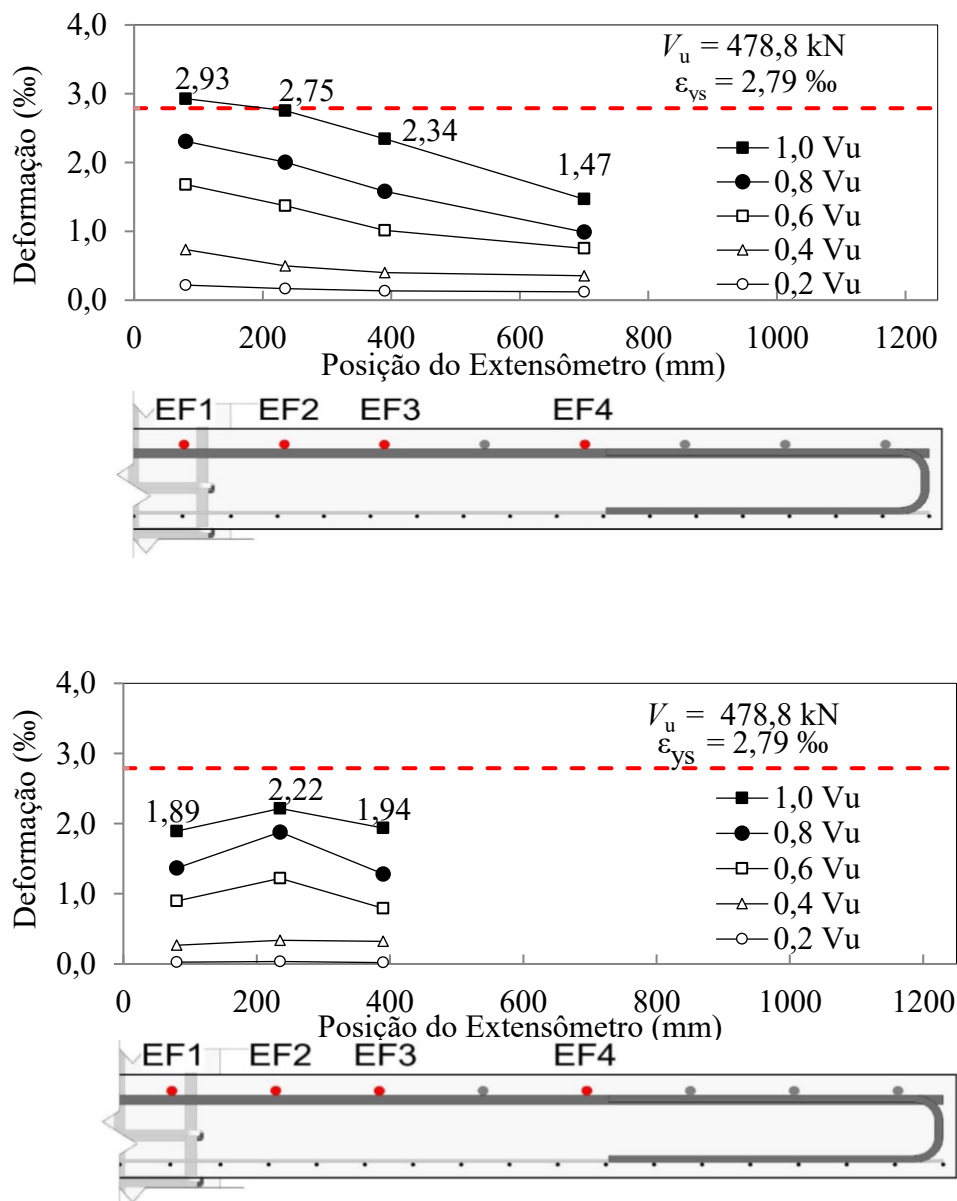 4,0
3,0
2,0
1,0
0,0
Deformação (‰)
V_u = 478,8 kN
ε_ys = 2,79 ‰
2,93
2,75
2,34
1,47
1,0 Vu
0,8 Vu
0,6 Vu
0,4 Vu
0,2 Vu
0 200 400 600 800 1000 1200
Posição do Extensômetro (mm)
EF1 EF2 EF3 EF4
4,0
3,0
2,0
1,0
0,0
Deformação (‰)
V_u = 478,8 kN
ε_ys = 2,79 ‰
1,89
2,22
1,94
1,0 Vu
0,8 Vu
0,6 Vu
0,4 Vu
0,2 Vu
0 200 400 600 800 1000 1200
Posição do Extensômetro (mm)
EF1 EF2 EF3 EF4